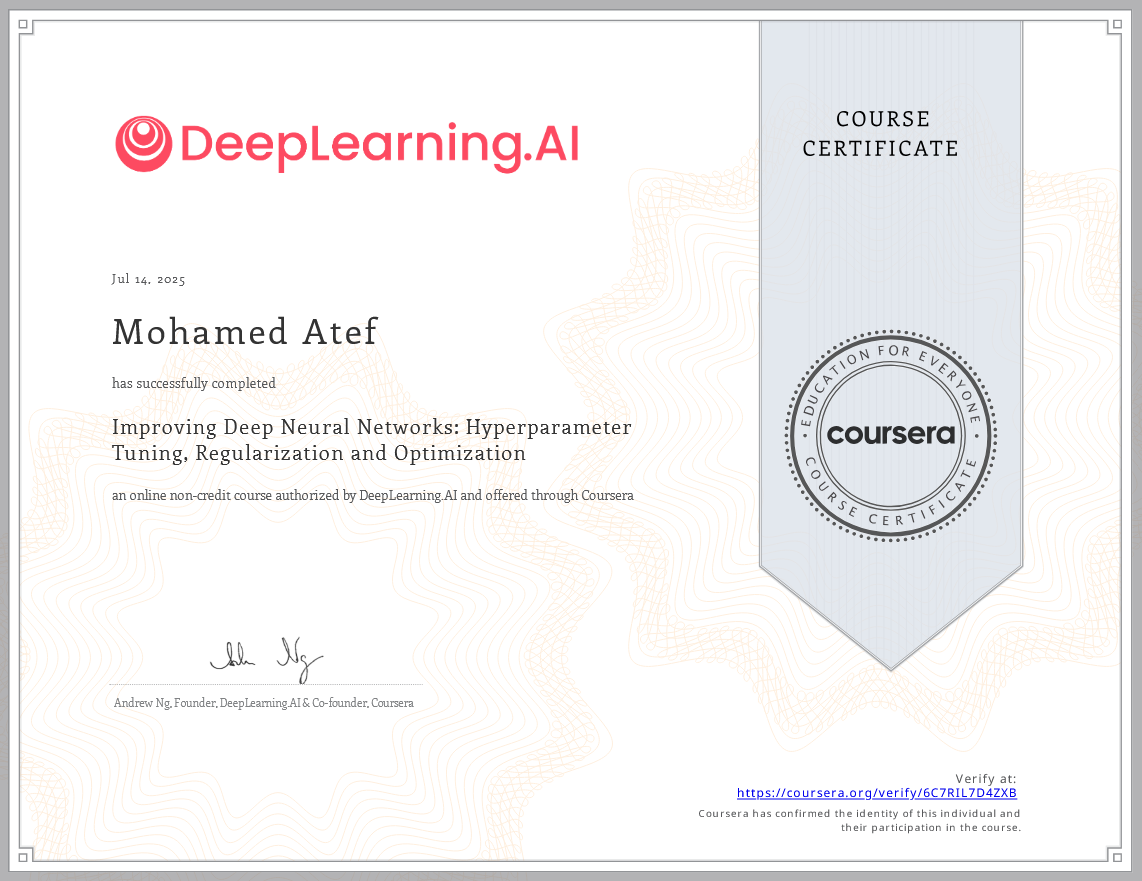 DeepLearning.AI
COURSE
CERTIFICATE
Jul 14, 2025
Mohamed Atef
has successfully completed
Improving Deep Neural Networks: Hyperparameter
Tuning, Regularization and Optimization
an online non-credit course authorized by DeepLearning.AI and offered through Coursera
EDUCATION FOR EVERYONE
coursera
COURSE CERTIFICATE
Andrew Ng, Founder, DeepLearning.AI & Co-founder, Coursera
Verify at:
https://coursera.org/verify/6C7RIL7D4ZXB
Coursera has confirmed the identity of this individual and
their participation in the course.